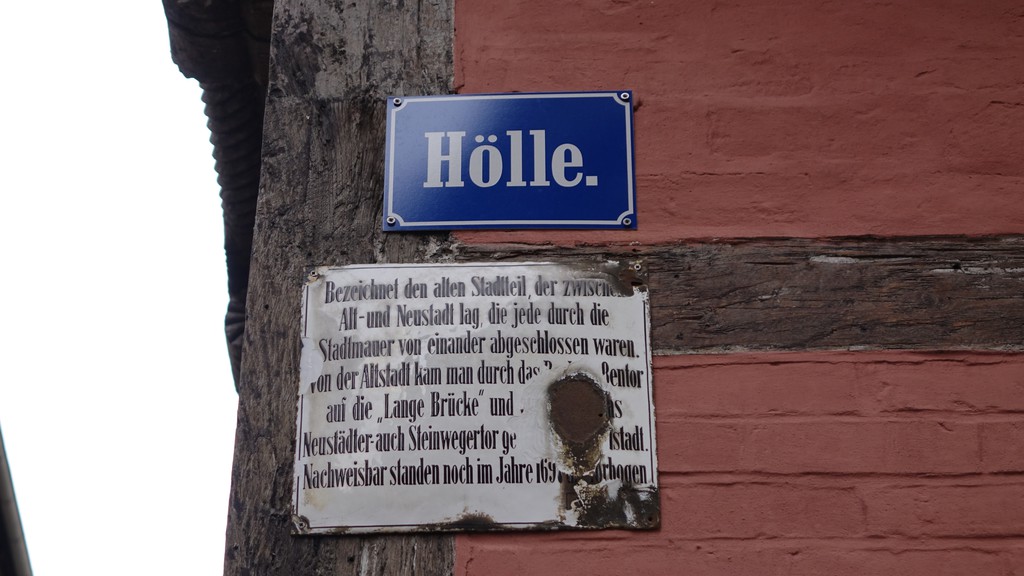 Hölle.
Bezeichnet den alten Stadtteil, der
Alt-und Neustadt lag, die jede durch die
Stadtmauer von einander abgeschlossen waren.
von der Altstadt kam man durch das
auf die „Lange Brücke" und
Neustädter-auch Steinwegertor
Nachweisbar standen noch im Jahre